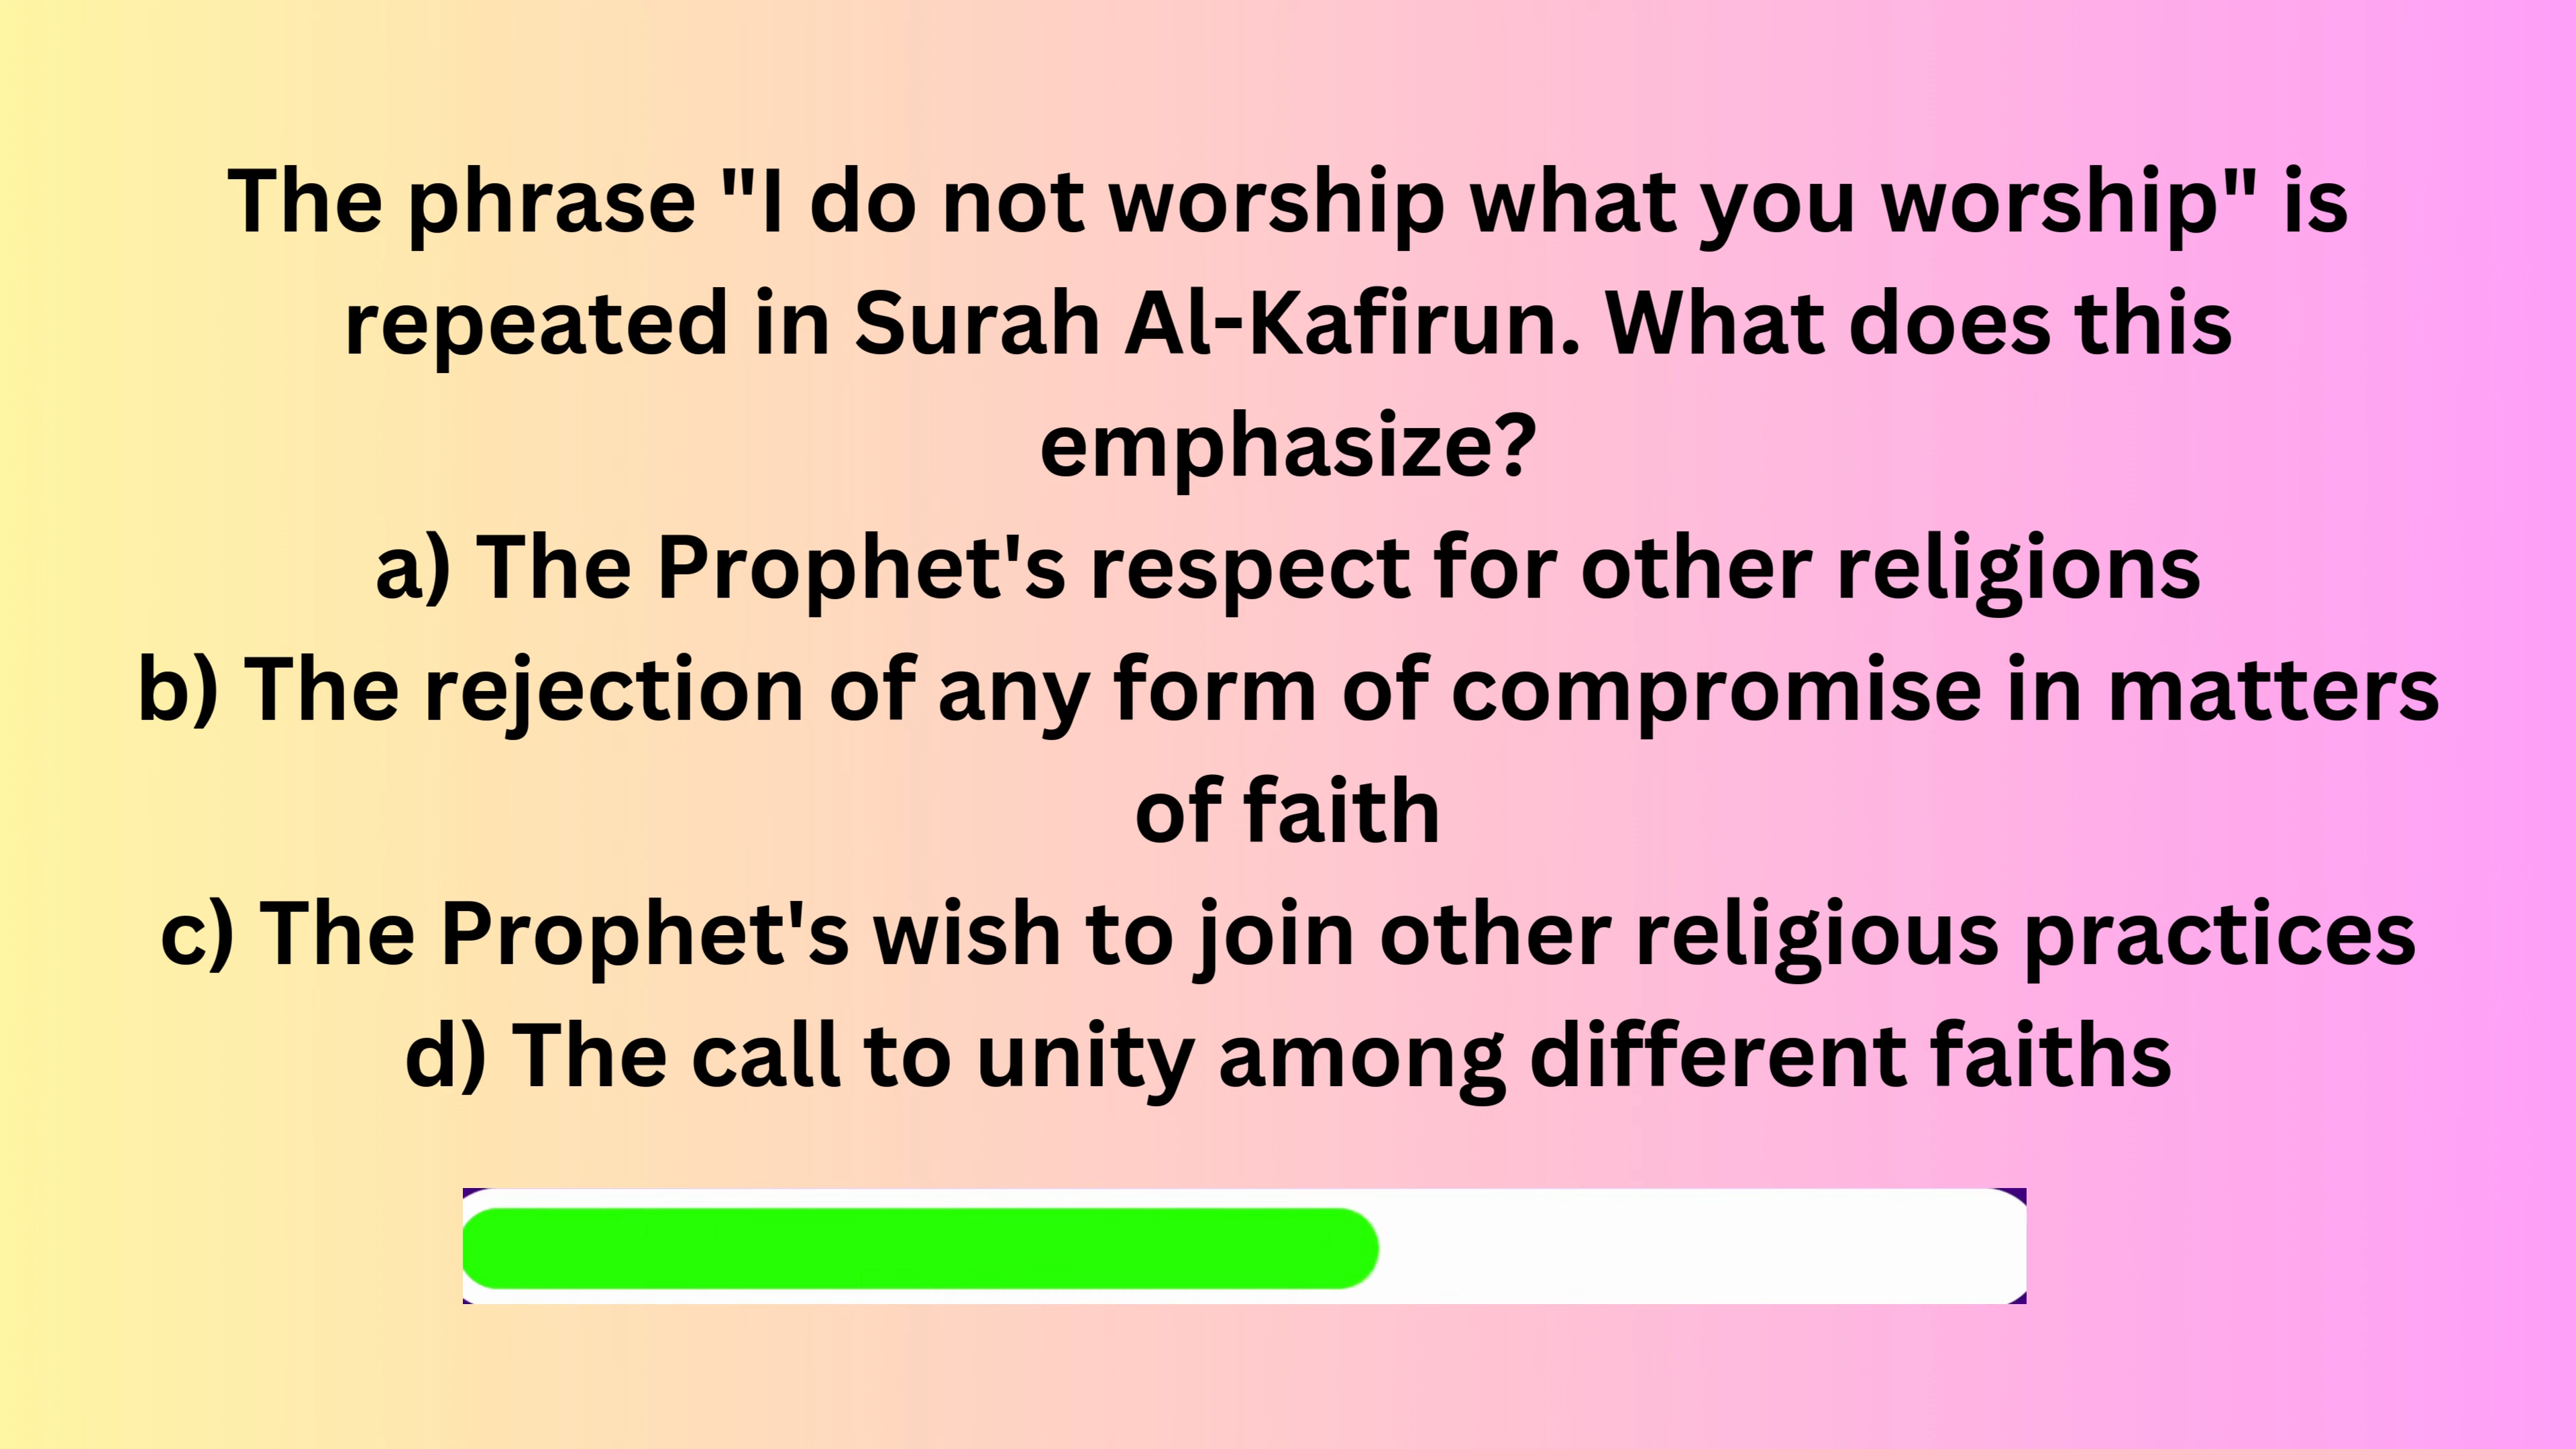 The phrase "I do not worship what you worship" is
repeated in Surah Al-Kafirun. What does this
emphasize?
a) The Prophet's respect for other religions
b) The rejection of any form of compromise in matters
of faith
c) The Prophet's wish to join other religious practices
d) The call to unity among different faiths